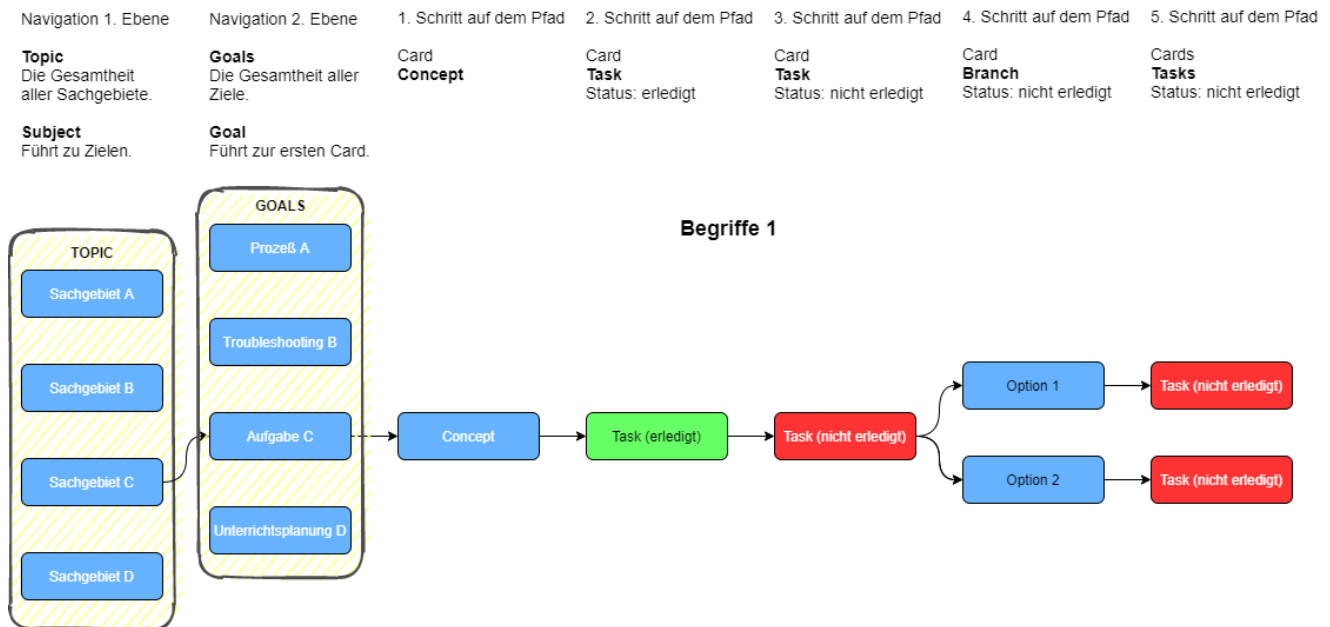 Navigation 1. Ebene
Topic
Die Gesamtheit
aller Sachgebiete.
Subject
Führt zu Zielen.
Navigation 2. Ebene
Goals
Die Gesamtheit aller
Ziele.
Goal
Führt zur ersten Card.
1. Schritt auf dem Pfad
Card
Concept
2. Schritt auf dem Pfad
Card
Task
Status: erledigt
3. Schritt auf dem Pfad
Card
Task
Status: nicht erledigt
4. Schritt auf dem Pfad
Card
Branch
Status: nicht erledigt
5. Schritt auf dem Pfad
Cards
Tasks
Status: nicht erledigt
Begriffe 1
TOPIC
Sachgebiet A
Sachgebiet B
Sachgebiet C
Sachgebiet D
GOALS
Prozeß A
Troubleshooting B
Aufgabe C
Unterrichtsplanung D
Concept
Task (erledigt)
Task (nicht erledigt)
Option 1
Task (nicht erledigt)
Option 2
Task (nicht erledigt)